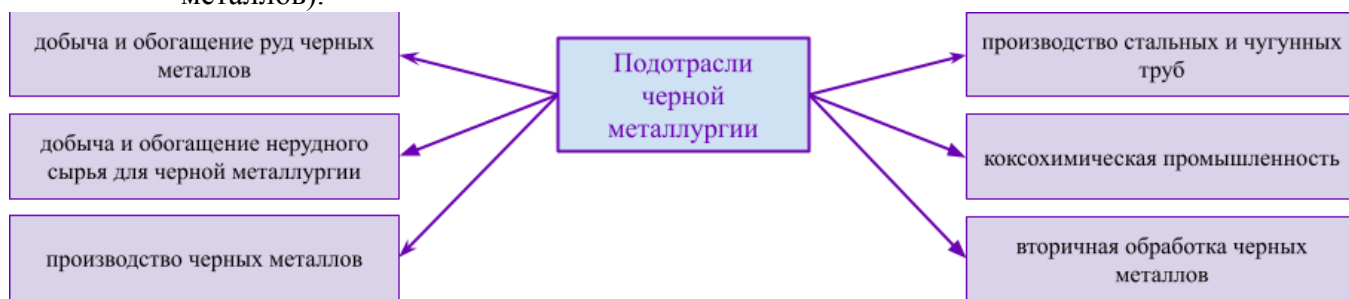 металлов).
добыча и обогащение руд черных
металлов
добыча и обогащение нерудного
сырья для черной металлургии
производство черных металлов
Подотрасли
черной
металлургии
производство стальных и чугунных
труб
коксохимическая промышленность
вторичная обработка черных
металлов